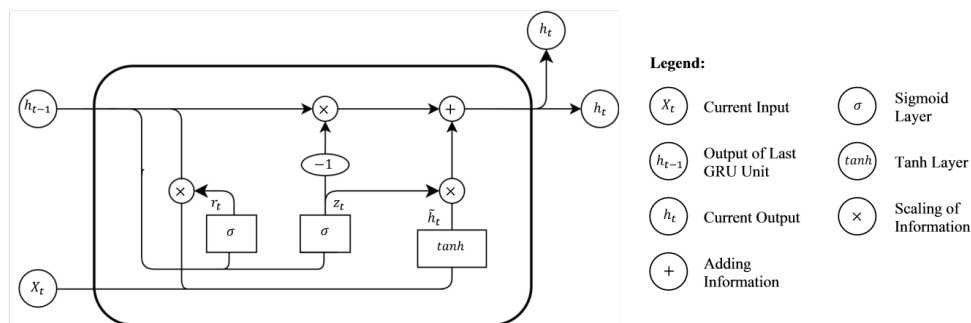 h_t
h_{t-1}
×
+
h_t
−1
×
r_t
z_t
×
σ
σ
h̃_t
tanh
X_t
Legend:
X_t Current Input
σ Sigmoid
Layer
h_{t-1} Output of Last
GRU Unit
tanh Tanh Layer
h_t Current Output
× Scaling of
Information
+ Adding
Information